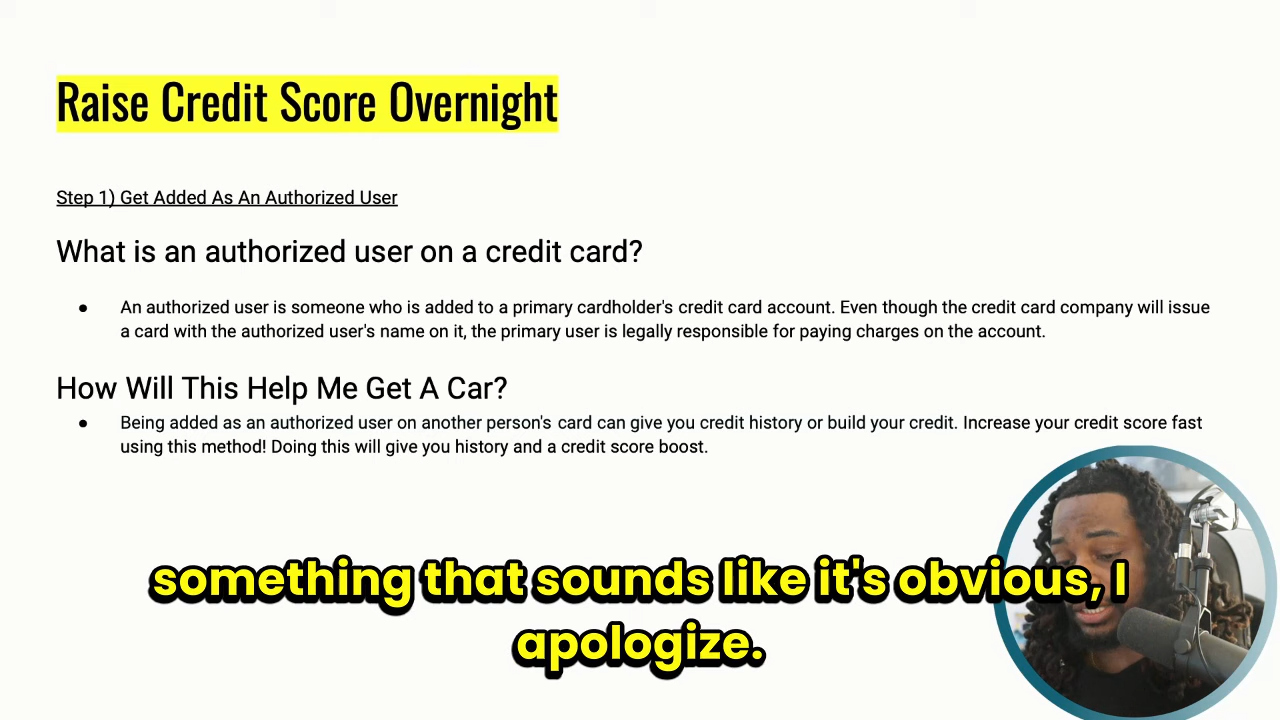 Raise Credit Score Overnight
Step 1) Get Added As An Authorized User
What is an authorized user on a credit card?
● An authorized user is someone who is added to a primary cardholder's credit card account. Even though the credit card company will issue
a card with the authorized user's name on it, the primary user is legally responsible for paying charges on the account.
How Will This Help Me Get A Car?
● Being added as an authorized user on another person's card can give you credit history or build your credit. Increase your credit score fast
using this method! Doing this will give you history and a credit score boost.
something that sounds like it's obvious, I
apologize.